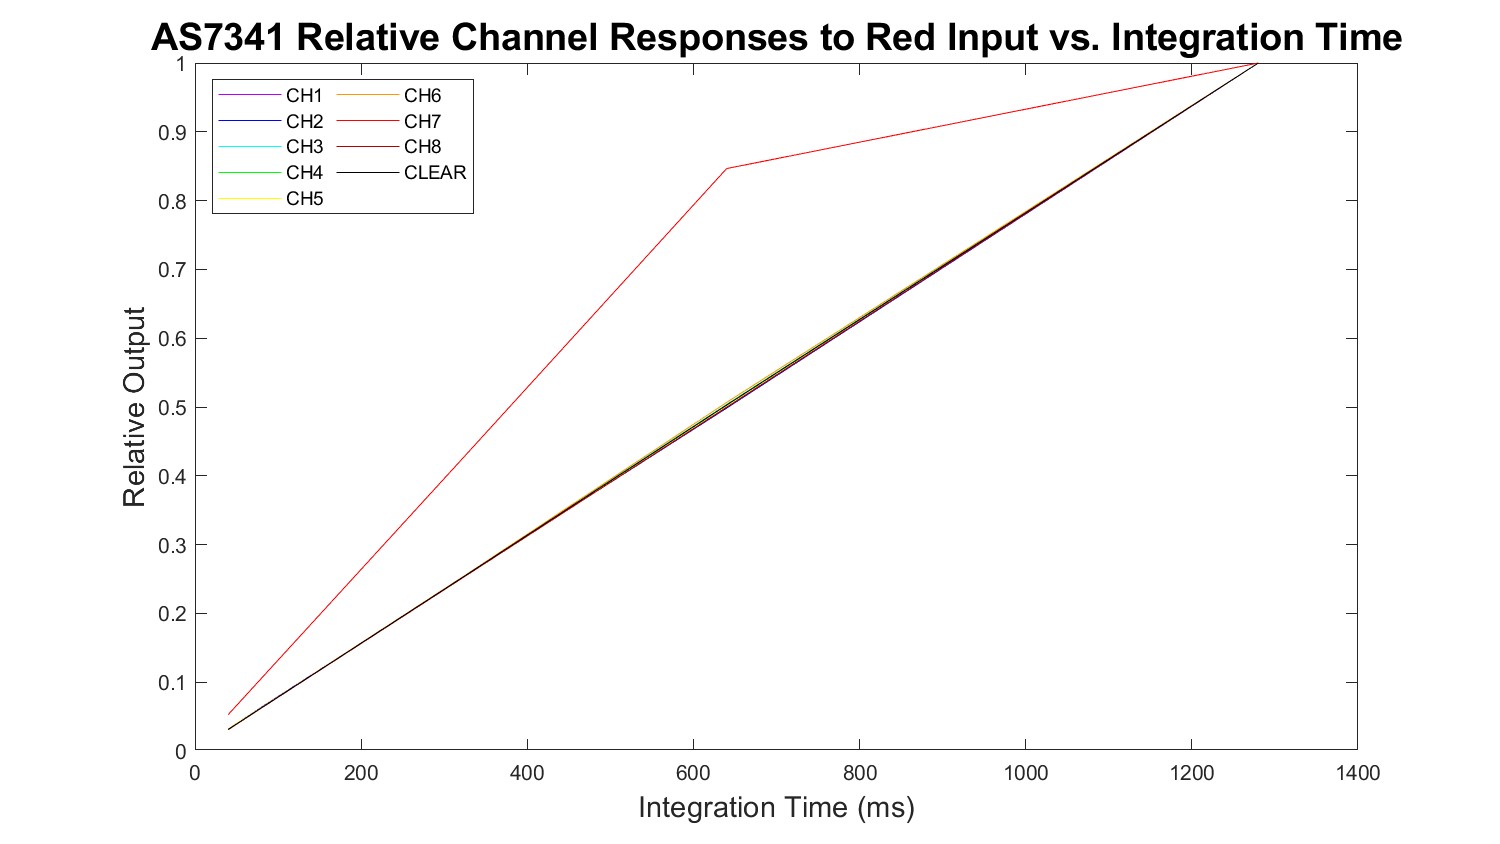 AS7341 Relative Channel Responses to Red Input vs. Integration Time
1
0.9
0.8
0.7
0.6
0.5
0.4
0.3
0.2
0.1
0
Relative Output
CH1 CH6
CH2 CH7
CH3 CH8
CH4 CLEAR
CH5
0 200 400 600 800 1000 1200 1400
Integration Time (ms)